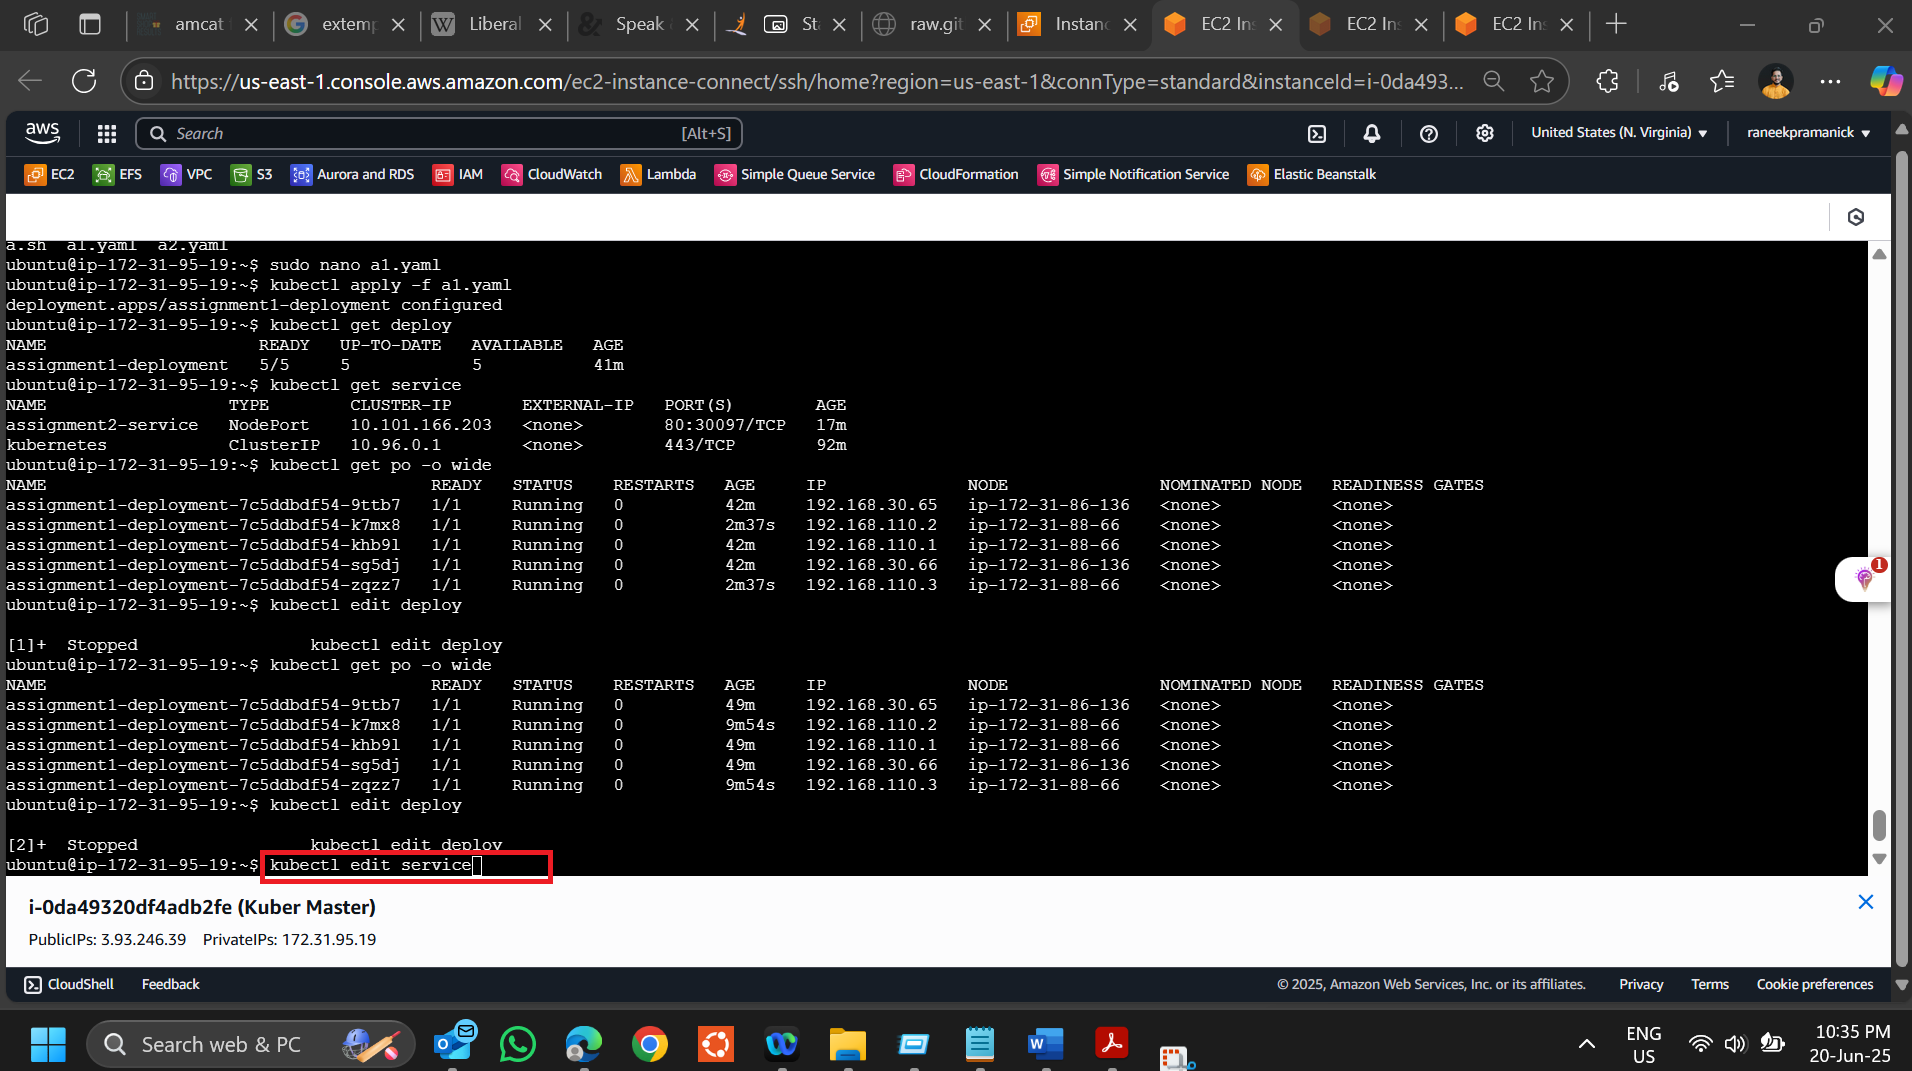 amcat
extemp
Liberal
Speak
St
raw.git
Instanc
EC2 Ins
EC2 Ins
EC2 Ins
https://us-east-1.console.aws.amazon.com/ec2-instance-connect/ssh/home?region=us-east-1&connType=standard&instanceId=i-0da493...
aws
Search
[Alt+S]
United States (N. Virginia)
raneekpramanick
EC2
EFS
VPC
S3
Aurora and RDS
IAM
CloudWatch
Lambda
Simple Queue Service
CloudFormation
Simple Notification Service
Elastic Beanstalk
a.sh  a1.yaml  a2.yaml
ubuntu@ip-172-31-95-19:~$ sudo nano a1.yaml
ubuntu@ip-172-31-95-19:~$ kubectl apply -f a1.yaml
deployment.apps/assignment1-deployment configured
ubuntu@ip-172-31-95-19:~$ kubectl get deploy
NAME                     READY   UP-TO-DATE   AVAILABLE   AGE
assignment1-deployment   5/5     5            5           41m
ubuntu@ip-172-31-95-19:~$ kubectl get service
NAME                  TYPE        CLUSTER-IP       EXTERNAL-IP   PORT(S)        AGE
assignment2-service   NodePort    10.101.166.203   <none>        80:30097/TCP   17m
kubernetes            ClusterIP   10.96.0.1        <none>        443/TCP        92m
ubuntu@ip-172-31-95-19:~$ kubectl get po -o wide
NAME                                      READY   STATUS    RESTARTS   AGE     IP              NODE               NOMINATED NODE   READINESS GATES
assignment1-deployment-7c5ddbdf54-9ttb7   1/1     Running   0          42m     192.168.30.65   ip-172-31-86-136   <none>           <none>
assignment1-deployment-7c5ddbdf54-k7mx8   1/1     Running   0          2m37s   192.168.110.2   ip-172-31-88-66    <none>           <none>
assignment1-deployment-7c5ddbdf54-khb9l   1/1     Running   0          42m     192.168.110.1   ip-172-31-88-66    <none>           <none>
assignment1-deployment-7c5ddbdf54-sg5dj   1/1     Running   0          42m     192.168.30.66   ip-172-31-86-136   <none>           <none>
assignment1-deployment-7c5ddbdf54-zqzz7   1/1     Running   0          2m37s   192.168.110.3   ip-172-31-88-66    <none>           <none>
ubuntu@ip-172-31-95-19:~$ kubectl edit deploy
[1]+  Stopped                 kubectl edit deploy
ubuntu@ip-172-31-95-19:~$ kubectl get po -o wide
NAME                                      READY   STATUS    RESTARTS   AGE     IP              NODE               NOMINATED NODE   READINESS GATES
assignment1-deployment-7c5ddbdf54-9ttb7   1/1     Running   0          49m     192.168.30.65   ip-172-31-86-136   <none>           <none>
assignment1-deployment-7c5ddbdf54-k7mx8   1/1     Running   0          9m54s   192.168.110.2   ip-172-31-88-66    <none>           <none>
assignment1-deployment-7c5ddbdf54-khb9l   1/1     Running   0          49m     192.168.110.1   ip-172-31-88-66    <none>           <none>
assignment1-deployment-7c5ddbdf54-sg5dj   1/1     Running   0          49m     192.168.30.66   ip-172-31-86-136   <none>           <none>
assignment1-deployment-7c5ddbdf54-zqzz7   1/1     Running   0          9m54s   192.168.110.3   ip-172-31-88-66    <none>           <none>
ubuntu@ip-172-31-95-19:~$ kubectl edit deploy
[2]+  Stopped                 kubectl edit deploy
ubuntu@ip-172-31-95-19:~$ kubectl edit service
1
i-0da49320df4adb2fe (Kuber Master)
PublicIPs: 3.93.246.39    PrivateIPs: 172.31.95.19
CloudShell
Feedback
© 2025, Amazon Web Services, Inc. or its affiliates.
Privacy
Terms
Cookie preferences
Search web & PC
ENG
US
10:35 PM
20-Jun-25